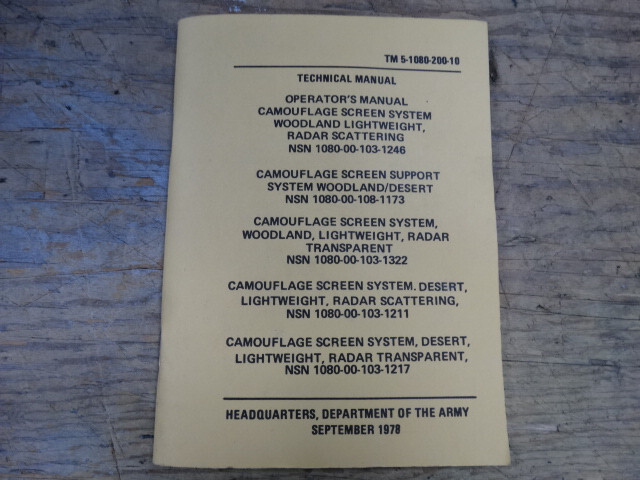 TM 5-1080-200-10
TECHNICAL MANUAL
OPERATOR'S MANUAL
CAMOUFLAGE SCREEN SYSTEM
WOODLAND LIGHTWEIGHT,
RADAR SCATTERING
NSN 1080-00-103-1246
CAMOUFLAGE SCREEN SUPPORT
SYSTEM WOODLAND/DESERT
NSN 1080-00-108-1173
CAMOUFLAGE SCREEN SYSTEM,
WOODLAND, LIGHTWEIGHT, RADAR
TRANSPARENT
NSN 1080-00-103-1322
CAMOUFLAGE SCREEN SYSTEM. DESERT,
LIGHTWEIGHT, RADAR SCATTERING,
NSN 1080-00-103-1211
CAMOUFLAGE SCREEN SYSTEM, DESERT,
LIGHTWEIGHT, RADAR TRANSPARENT,
NSN 1080-00-103-1217
HEADQUARTERS, DEPARTMENT OF THE ARMY
SEPTEMBER 1978